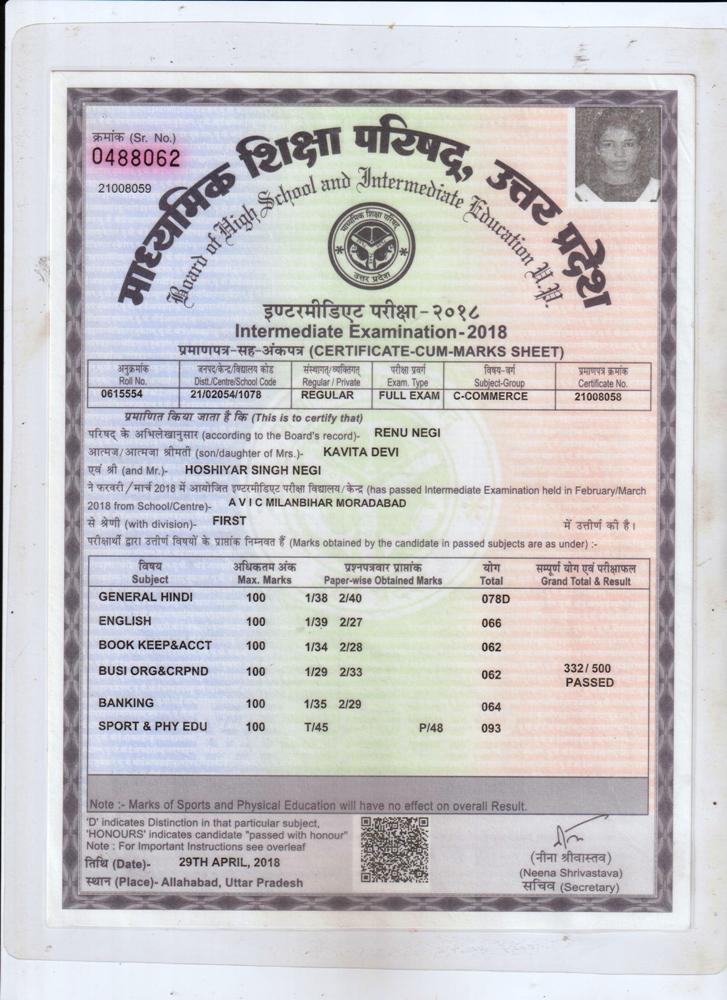 क्रमांक (Sr. No.)
0488062
21008059
माध्यमिक शिक्षा परिषद्, उत्तर प्रदेश
Board of High School and Intermediate Education U.P.
माध्यमिक शिक्षा परिषद
उत्तर प्रदेश
इण्टरमीडिएट परीक्षा-२०१८
Intermediate Examination-2018
प्रमाणपत्र-सह-अंकपत्र (CERTIFICATE-CUM-MARKS SHEET)
अनुक्रमांक जनपद/केन्द्र/विद्यालय कोड संस्थागत/व्यक्तिगत परीक्षा प्रवर्ग विषय-वर्ग प्रमाणपत्र क्रमांक
Roll No. Distt./Centre/School Code Regular / Private Exam. Type Subject-Group Certificate No.
0615554 21/02054/1078 REGULAR FULL EXAM C-COMMERCE 21008058
प्रमाणित किया जाता है कि (This is to certify that)
परिषद् के अभिलेखानुसार (according to the Board's record)- RENU NEGI
आत्मज/आत्मजा श्रीमती (son/daughter of Mrs.)- KAVITA DEVI
एवं श्री (and Mr.)- HOSHIYAR SINGH NEGI
ने फरवरी/मार्च 2018 में आयोजित इण्टरमीडिएट परीक्षा विद्यालय/केन्द्र (has passed Intermediate Examination held in February/March
2018 from School/Centre)- A V I C MILANBIHAR MORADABAD
से श्रेणी (with division)- FIRST में उत्तीर्ण की है।
परीक्षार्थी द्वारा उत्तीर्ण विषयों के प्राप्तांक निम्नवत हैं (Marks obtained by the candidate in passed subjects are as under) :-
विषय अधिकतम अंक प्रश्नपत्रवार प्राप्तांक योग सम्पूर्ण योग एवं परीक्षाफल
Subject Max. Marks Paper-wise Obtained Marks Total Grand Total & Result
GENERAL HINDI 100 1/38 2/40 078D
ENGLISH 100 1/39 2/27 066
BOOK KEEP&ACCT 100 1/34 2/28 062
BUSI ORG&CRPND 100 1/29 2/33 062 332/ 500
PASSED
BANKING 100 1/35 2/29 064
SPORT & PHY EDU 100 T/45 P/48 093
Note :- Marks of Sports and Physical Education will have no effect on overall Result.
'D' indicates Distinction in that particular subject,
'HONOURS' indicates candidate "passed with honour"
Note : For Important Instructions see overleaf
तिथि (Date)- 29TH APRIL, 2018
स्थान (Place)- Allahabad, Uttar Pradesh
(नीना श्रीवास्तव)
(Neena Shrivastava)
सचिव (Secretary)